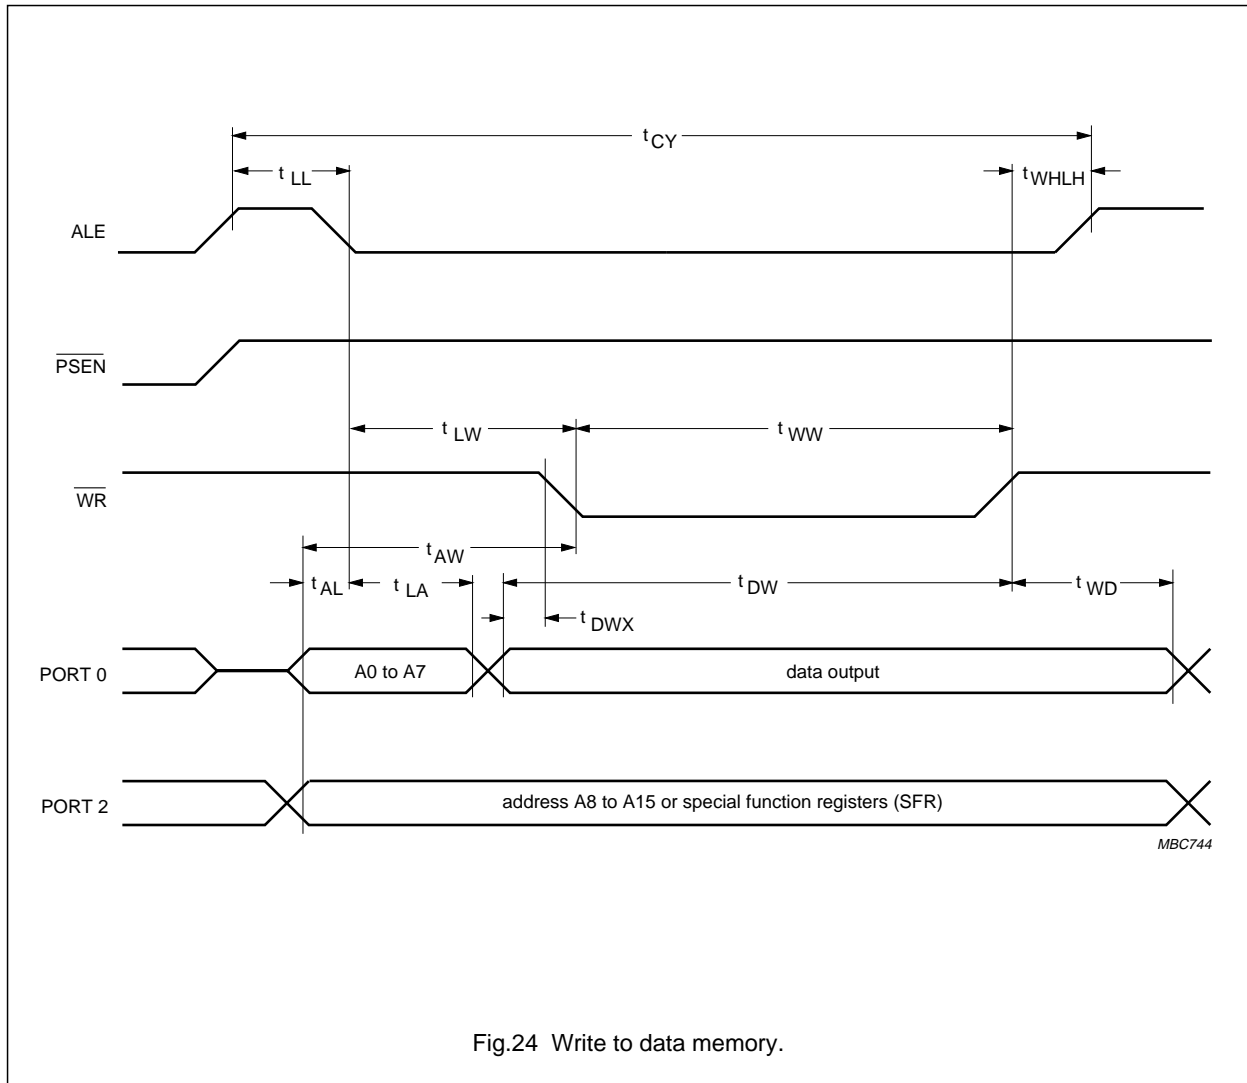 t CY
t LL
t WHLH
ALE
PSEN
t LW
t WW
WR
t AW
t AL
t LA
t DW
t WD
t DWX
PORT 0
A0 to A7
data output
PORT 2
address A8 to A15 or special function registers (SFR)
MBC744
Fig.24 Write to data memory.